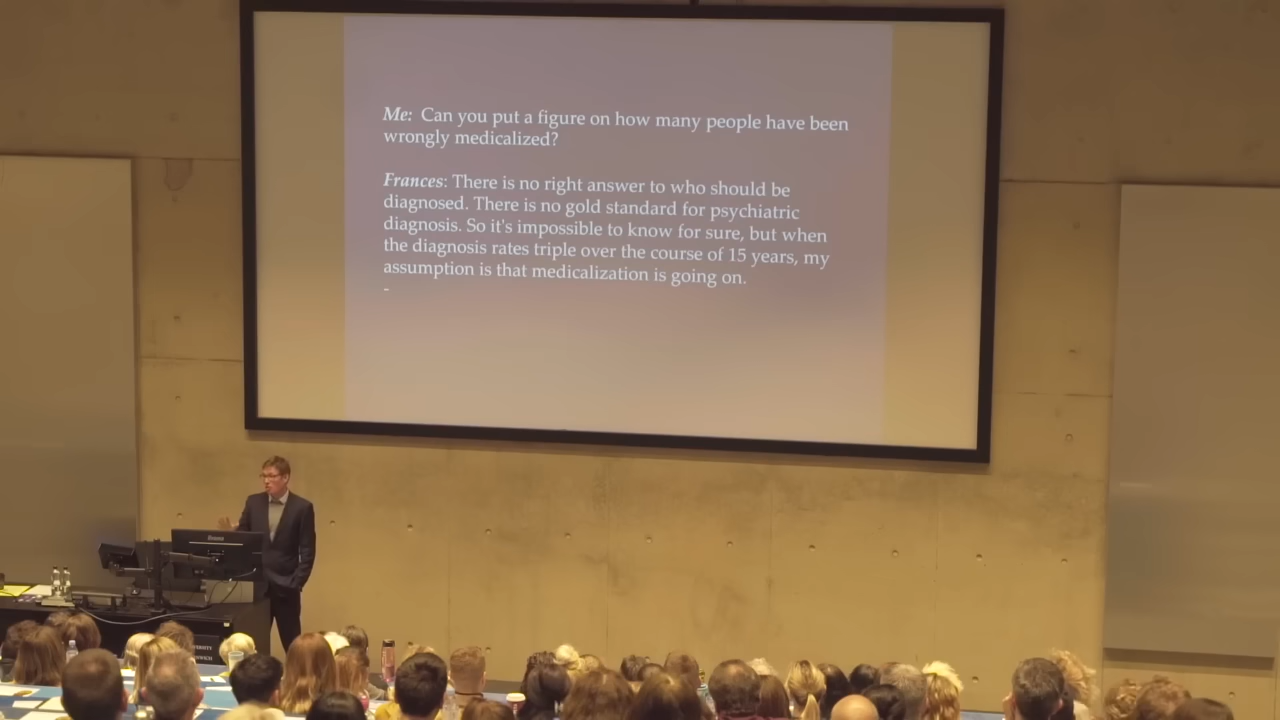 Me: Can you put a figure on how many people have been
wrongly medicalized?
Frances: There is no right answer to who should be
diagnosed. There is no gold standard for psychiatric
diagnosis. So it's impossible to know for sure, but when
the diagnosis rates triple over the course of 15 years, my
assumption is that medicalization is going on.
-